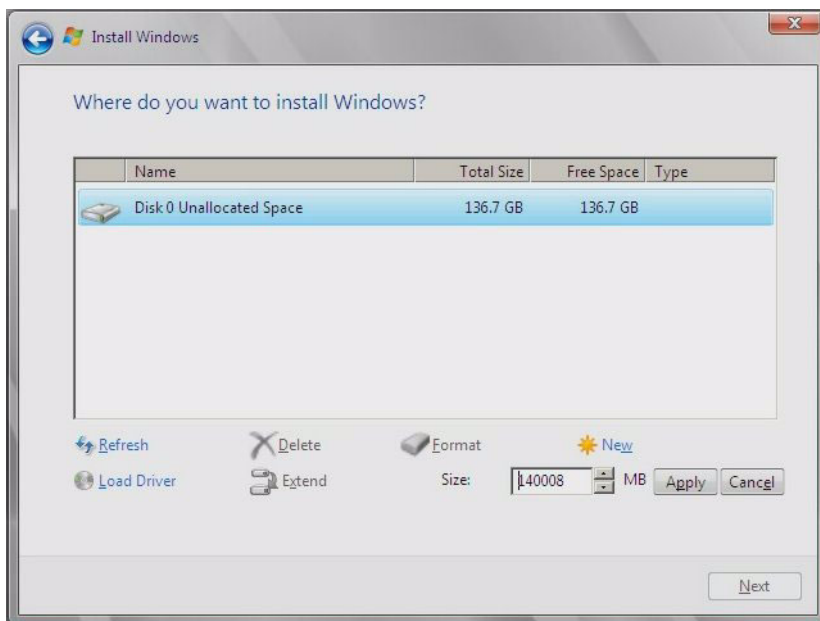 Install Windows
Where do you want to install Windows?
Name Total Size Free Space Type
Disk 0 Unallocated Space 136.7 GB 136.7 GB
Refresh Delete Format New
Load Driver Extend Size: 140008 MB Apply Cancel
Next